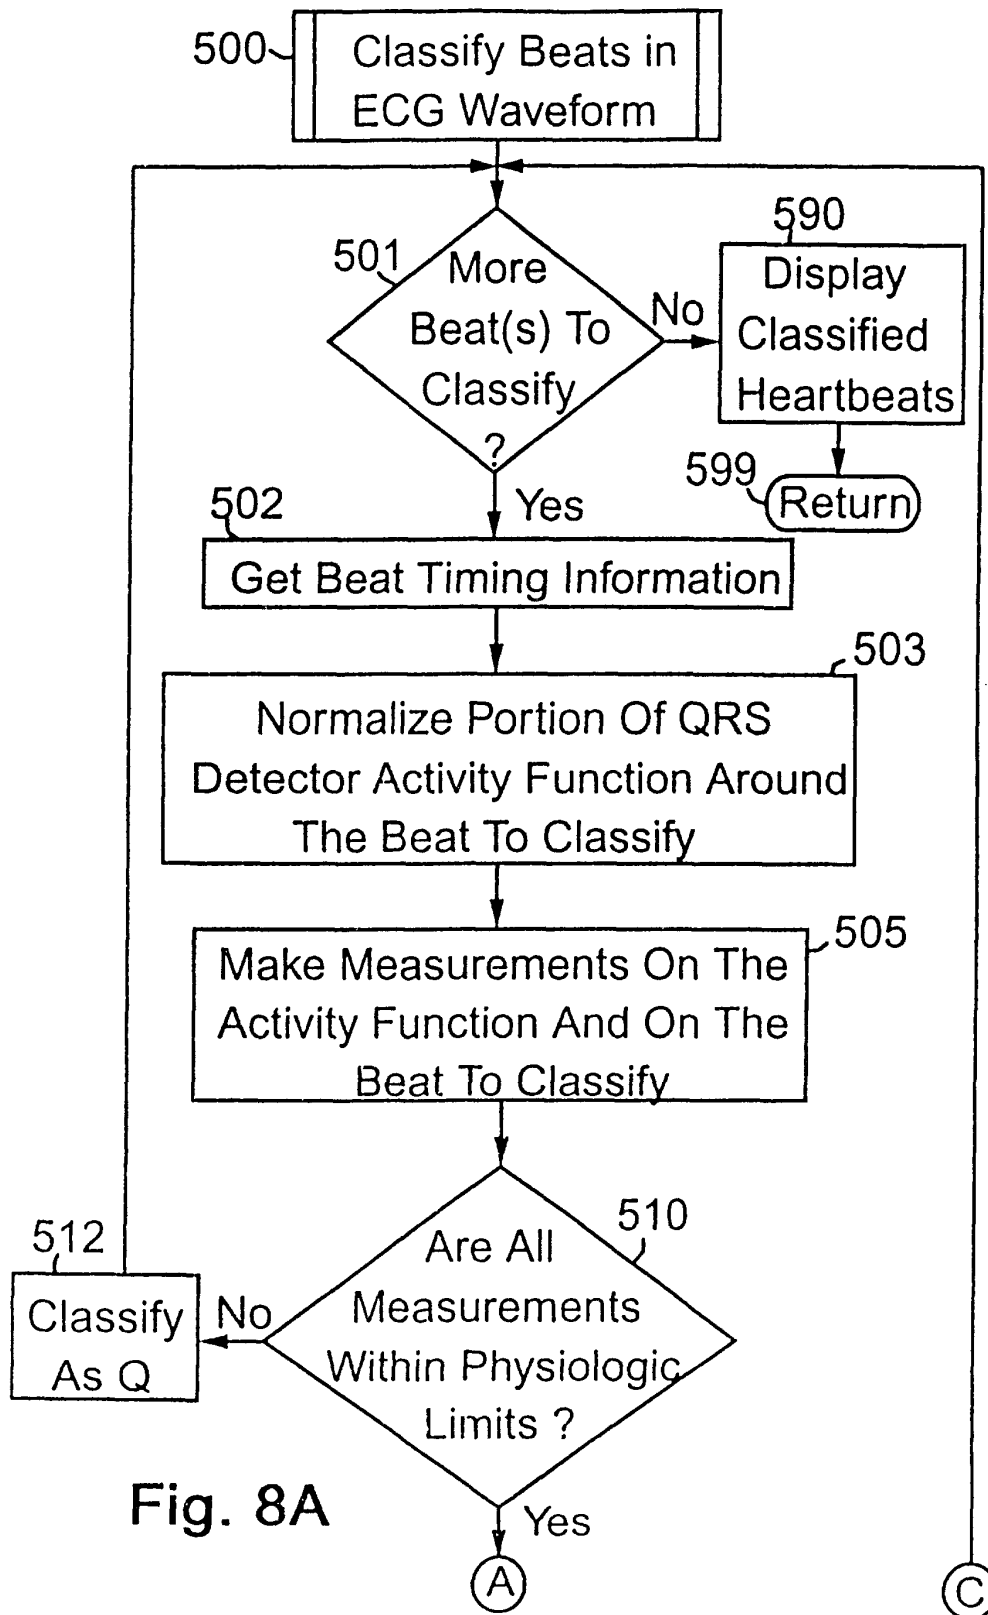 500
Classify Beats in
ECG Waveform
501
More
Beat(s) To
Classify
?
No
590
Display
Classified
Heartbeats
599
Return
Yes
502
Get Beat Timing Information
503
Normalize Portion Of QRS
Detector Activity Function Around
The Beat To Classify
505
Make Measurements On The
Activity Function And On The
Beat To Classify
510
Are All
Measurements
Within Physiologic
Limits ?
No
512
Classify
As Q
Yes
Fig. 8A
A
C